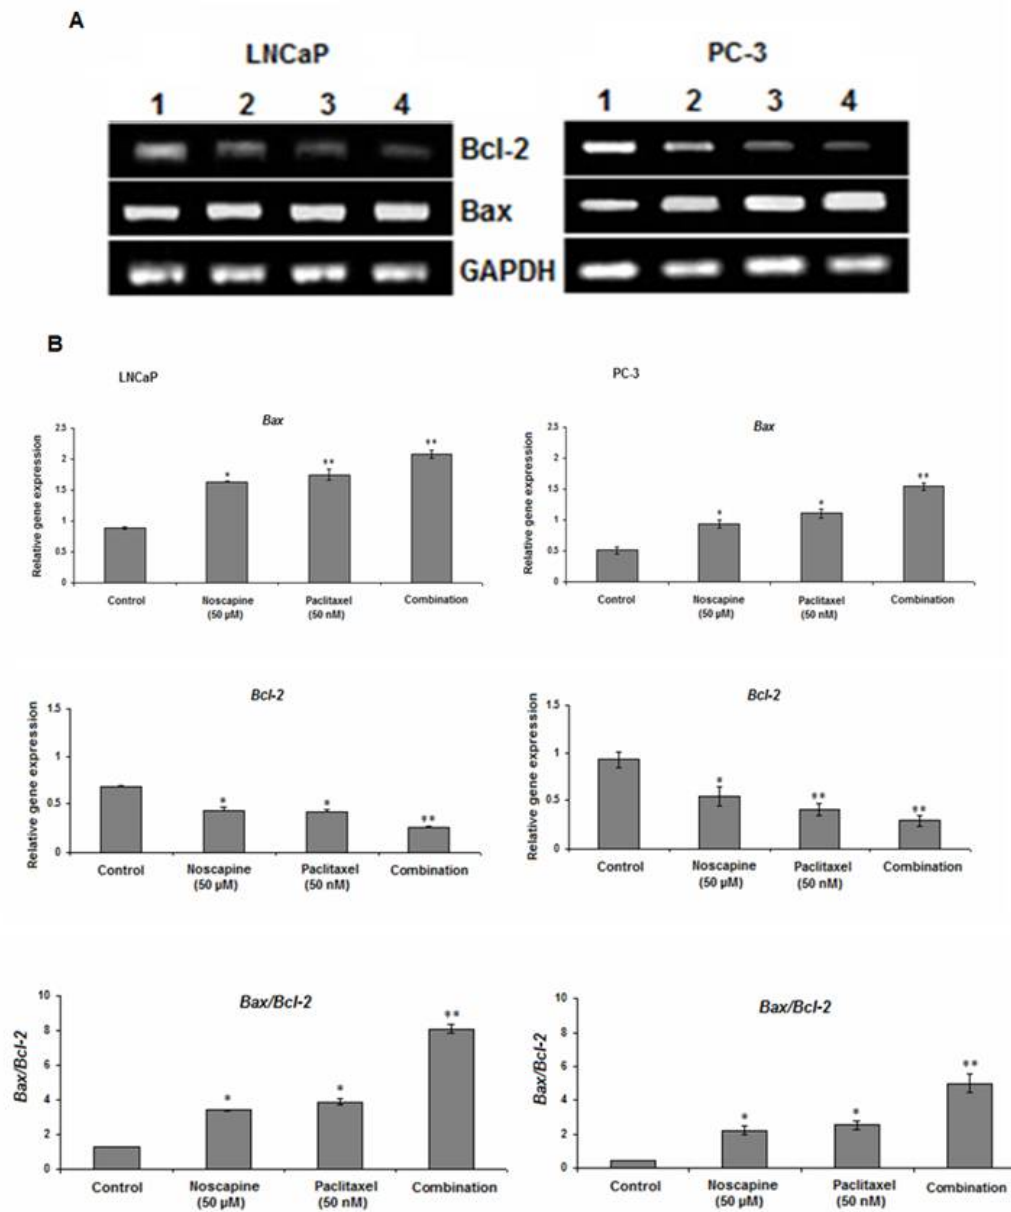 A
LNCaP
PC-3
1 2 3 4
1 2 3 4
Bcl-2
Bax
GAPDH
B
LNCaP
PC-3
Bax
Relative gene expression
2.5
2
1.5
1
0.5
0
*
**
**
Control
Noscapine
(50 µM)
Paclitaxel
(50 nM)
Combination
Bax
Relative gene expression
2.5
2
1.5
1
0.5
0
*
*
**
Control
Noscapine
(50 µM)
Paclitaxel
(50 nM)
Combination
Bcl-2
Relative gene expression
1.5
1
0.5
0
*
*
**
Control
Noscapine
(50 µM)
Paclitaxel
(50 nM)
Combination
Bcl-2
Relative gene expression
1.5
1
0.5
0
*
**
**
Control
Noscapine
(50 µM)
Paclitaxel
(50 nM)
Combination
Bax/Bcl-2
Bax/Bcl-2
10
8
6
4
2
0
*
*
**
Control
Noscapine
(50 µM)
Paclitaxel
(50 nM)
Combination
Bax/Bcl-2
Bax/Bcl-2
10
8
6
4
2
0
*
*
**
Control
Noscapine
(50 µM)
Paclitaxel
(50 nM)
Combination